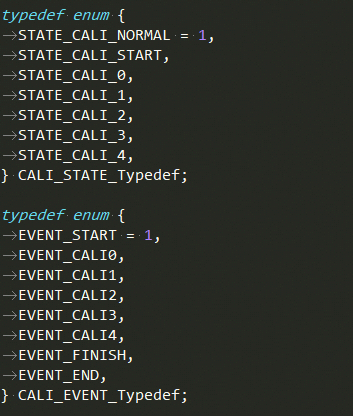 typedef enum {
STATE_CALI_NORMAL = 1,
STATE_CALI_START,
STATE_CALI_0,
STATE_CALI_1,
STATE_CALI_2,
STATE_CALI_3,
STATE_CALI_4,
} CALI_STATE_Typedef;
typedef enum {
EVENT_START = 1,
EVENT_CALI0,
EVENT_CALI1,
EVENT_CALI2,
EVENT_CALI3,
EVENT_CALI4,
EVENT_FINISH,
EVENT_END,
} CALI_EVENT_Typedef;